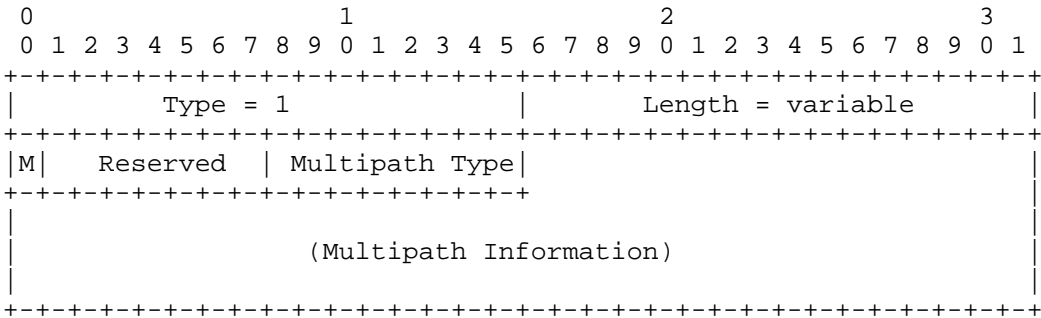 0                   1                   2                   3
 0 1 2 3 4 5 6 7 8 9 0 1 2 3 4 5 6 7 8 9 0 1 2 3 4 5 6 7 8 9 0 1
+-+-+-+-+-+-+-+-+-+-+-+-+-+-+-+-+-+-+-+-+-+-+-+-+-+-+-+-+-+-+-+-+
|         Type = 1              |       Length = variable       |
+-+-+-+-+-+-+-+-+-+-+-+-+-+-+-+-+-+-+-+-+-+-+-+-+-+-+-+-+-+-+-+-+
|M|   Reserved  | Multipath Type|                               |
+-+-+-+-+-+-+-+-+-+-+-+-+-+-+-+-+                               |
|                                                               |
|                  (Multipath Information)                      |
|                                                               |
+-+-+-+-+-+-+-+-+-+-+-+-+-+-+-+-+-+-+-+-+-+-+-+-+-+-+-+-+-+-+-+-+